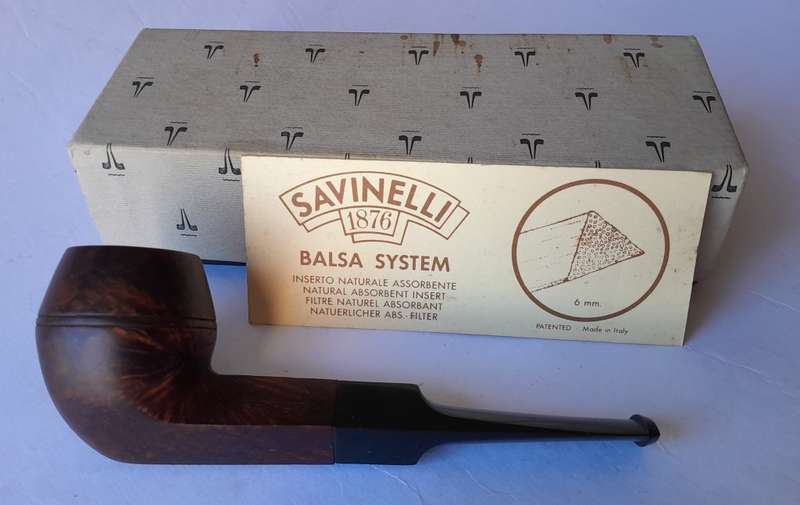 SAVINELLI
1876
BALSA SYSTEM
INSERTO NATURALE ASSORBENTE
NATURAL ABSORBENT INSERT
FILTRE NATUREL ABSORBANT
NATUERLICHER ABS.-FILTER
6 mm.
PATENTED - Made in Italy